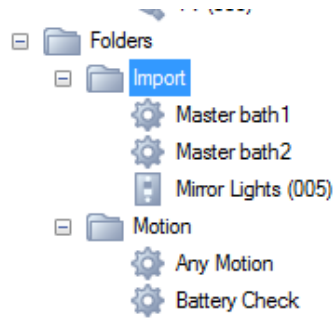 Folders
Import
Master bath1
Master bath2
Mirror Lights (005)
Motion
Any Motion
Battery Check